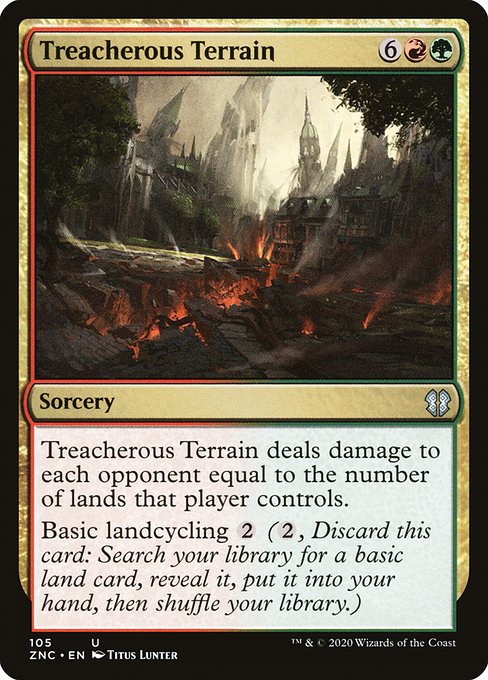 Treacherous Terrain 6
Sorcery
Treacherous Terrain deals damage to
each opponent equal to the number
of lands that player controls.
Basic landcycling 2 (2, Discard this
card: Search your library for a basic
land card, reveal it, put it into your
hand, then shuffle your library.)
105 U
ZNC • EN Titus Lunter
™ & © 2020 Wizards of the Coast